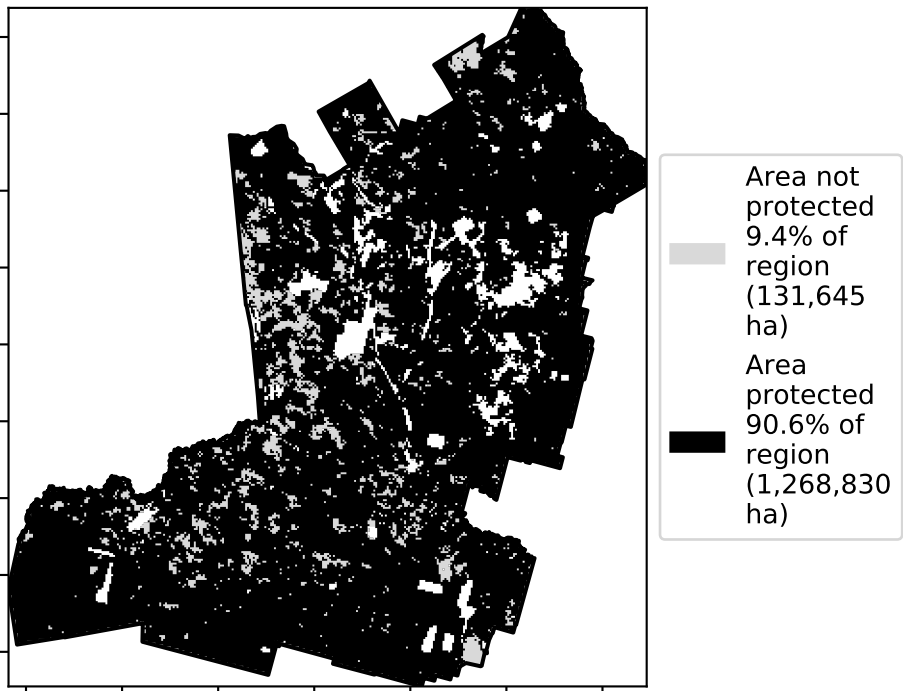 Area not
protected
9.4% of
region
(131,645
ha)
Area
protected
90.6% of
region
(1,268,830
ha)